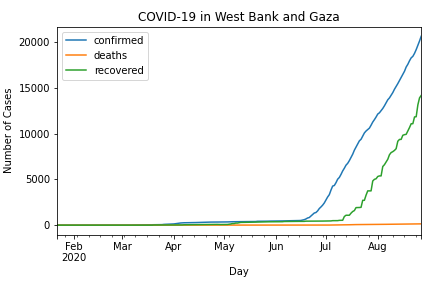 COVID-19 in West Bank and Gaza
confirmed
deaths
recovered
Number of Cases
20000
15000
10000
5000
0
Feb Mar Apr May Jun Jul Aug
2020
Day